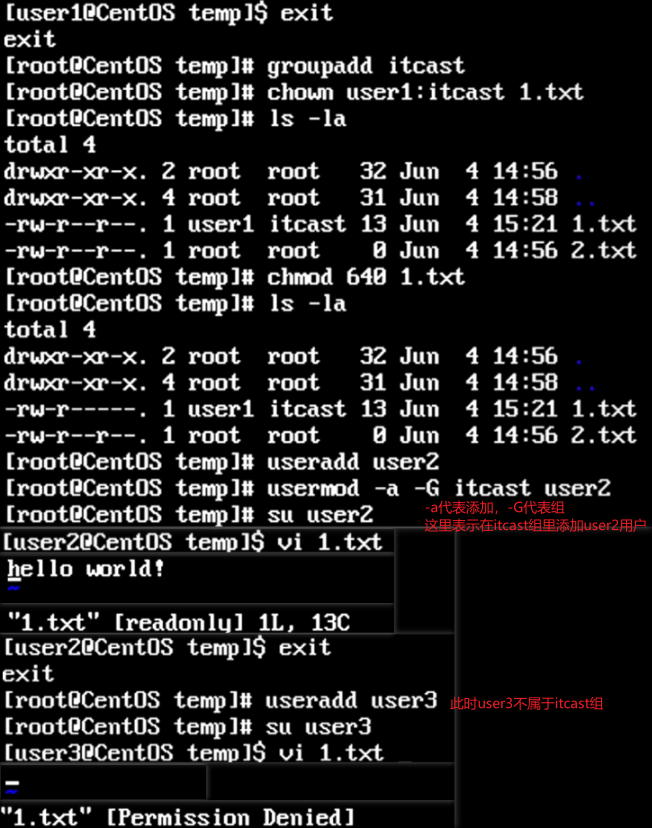 [user1@CentOS temp]$ exit
exit
[root@CentOS temp]# groupadd itcast
[root@CentOS temp]# chown user1:itcast 1.txt
[root@CentOS temp]# ls -la
total 4
drwxr-xr-x. 2 root  root   32 Jun  4 14:56 .
drwxr-xr-x. 4 root  root   31 Jun  4 14:58 ..
-rw-r--r--. 1 user1 itcast 13 Jun  4 15:21 1.txt
-rw-r--r--. 1 root  root    0 Jun  4 14:56 2.txt
[root@CentOS temp]# chmod 640 1.txt
[root@CentOS temp]# ls -la
total 4
drwxr-xr-x. 2 root  root   32 Jun  4 14:56 .
drwxr-xr-x. 4 root  root   31 Jun  4 14:58 ..
-rw-r-----. 1 user1 itcast 13 Jun  4 15:21 1.txt
-rw-r--r--. 1 root  root    0 Jun  4 14:56 2.txt
[root@CentOS temp]# useradd user2
[root@CentOS temp]# usermod -a -G itcast user2
[root@CentOS temp]# su user2
-a代表添加，-G代表组
这里表示在itcast组里添加user2用户
[user2@CentOS temp]$ vi 1.txt
hello world!
~
"1.txt" [readonly] 1L, 13C
[user2@CentOS temp]$ exit
exit
[root@CentOS temp]# useradd user3
此时user3不属于itcast组
[root@CentOS temp]# su user3
[user3@CentOS temp]$ vi 1.txt _
~
"1.txt" [Permission Denied]